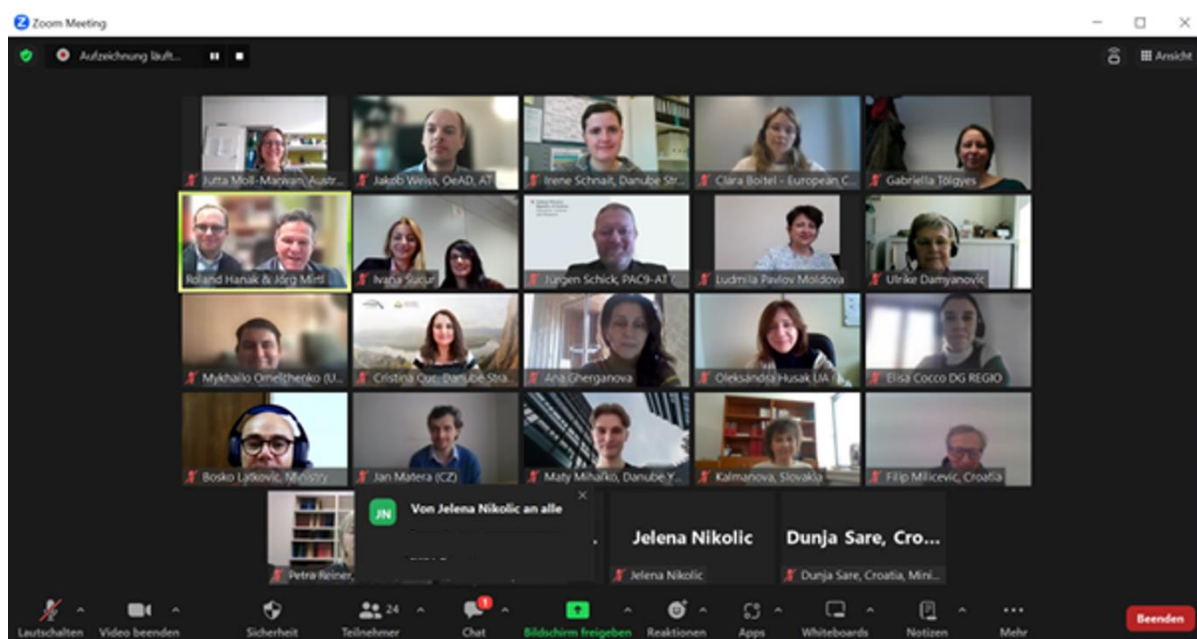 Zoom Meeting
Aufzeichnung läuft...
Ansicht
Jutta Moll-Marwan, Austr...
Jakob Weiss, OeAD, AT
Irene Schnait, Danube Str...
Clara Boitel - European C...
Gabriella Tölgyes
Roland Hanak & Jörg Mirtl
Ivana Sucur
Jürgen Schick, PAC9-AT
Ludmila Pavlov Moldova
Ulrike Damyanovic
Mykhailo Omelchenko (U...
Cristina Cuc, Danube Stra...
Ana Gherganova
Oleksandra Husak UA
Elisa Cocco DG REGIO
Bosko Latkovic, Ministry
Jan Matera (CZ)
Maty Mihalko, Danube Y...
Kalmanova, Slovakia
Filip Milicevic, Croatia
JN
Von Jelena Nikolic an alle
Jelena Nikolic
Dunja Sare, Cro...
Petra Reiner,
Jelena Nikolic
Dunja Sare, Croatia, Mini...
24
1
Lautschalten
Video beenden
Sicherheit
Teilnehmer
Chat
Bildschirm freigeben
Reaktionen
Apps
Whiteboards
Notizen
Mehr
Beenden